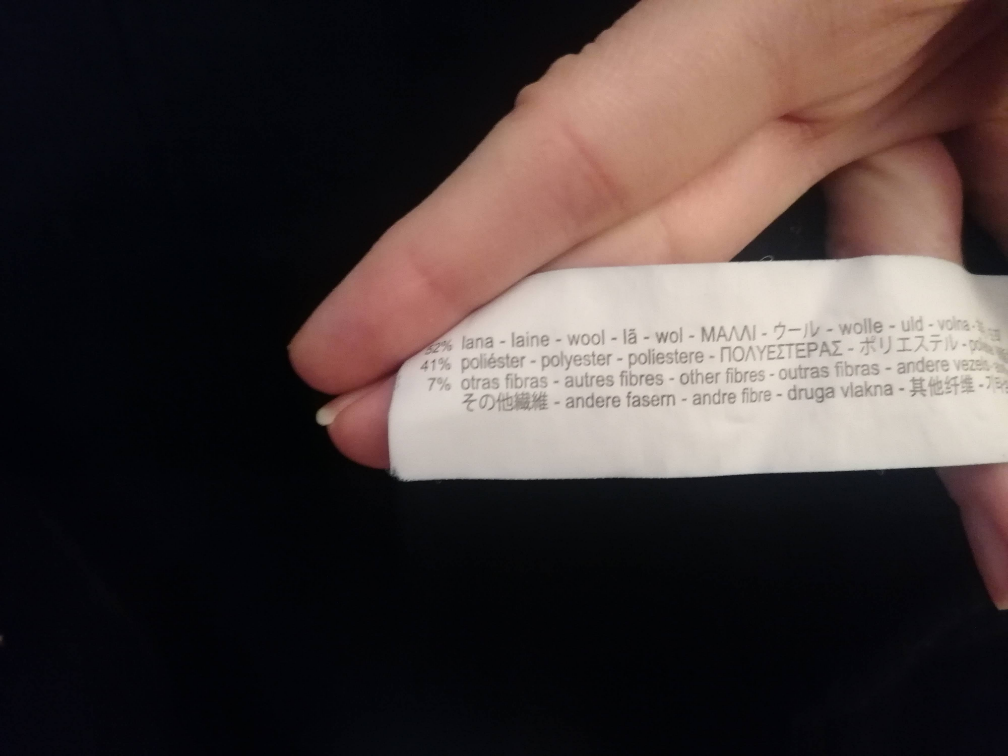 52% lana - laine - wool - lã - wol - ΜΑΛΛΙ - ウール - wolle - uld - volna -
41% poliéster - polyester - poliestere - ΠΟΛΥΕΣΤΕΡΑΣ - ポリエステル -
7% otras fibras - autres fibres - other fibres - outras fibras - andere vezels
その他繊維 - andere fasern - andre fibre - druga vlakna - 其他纤维 -